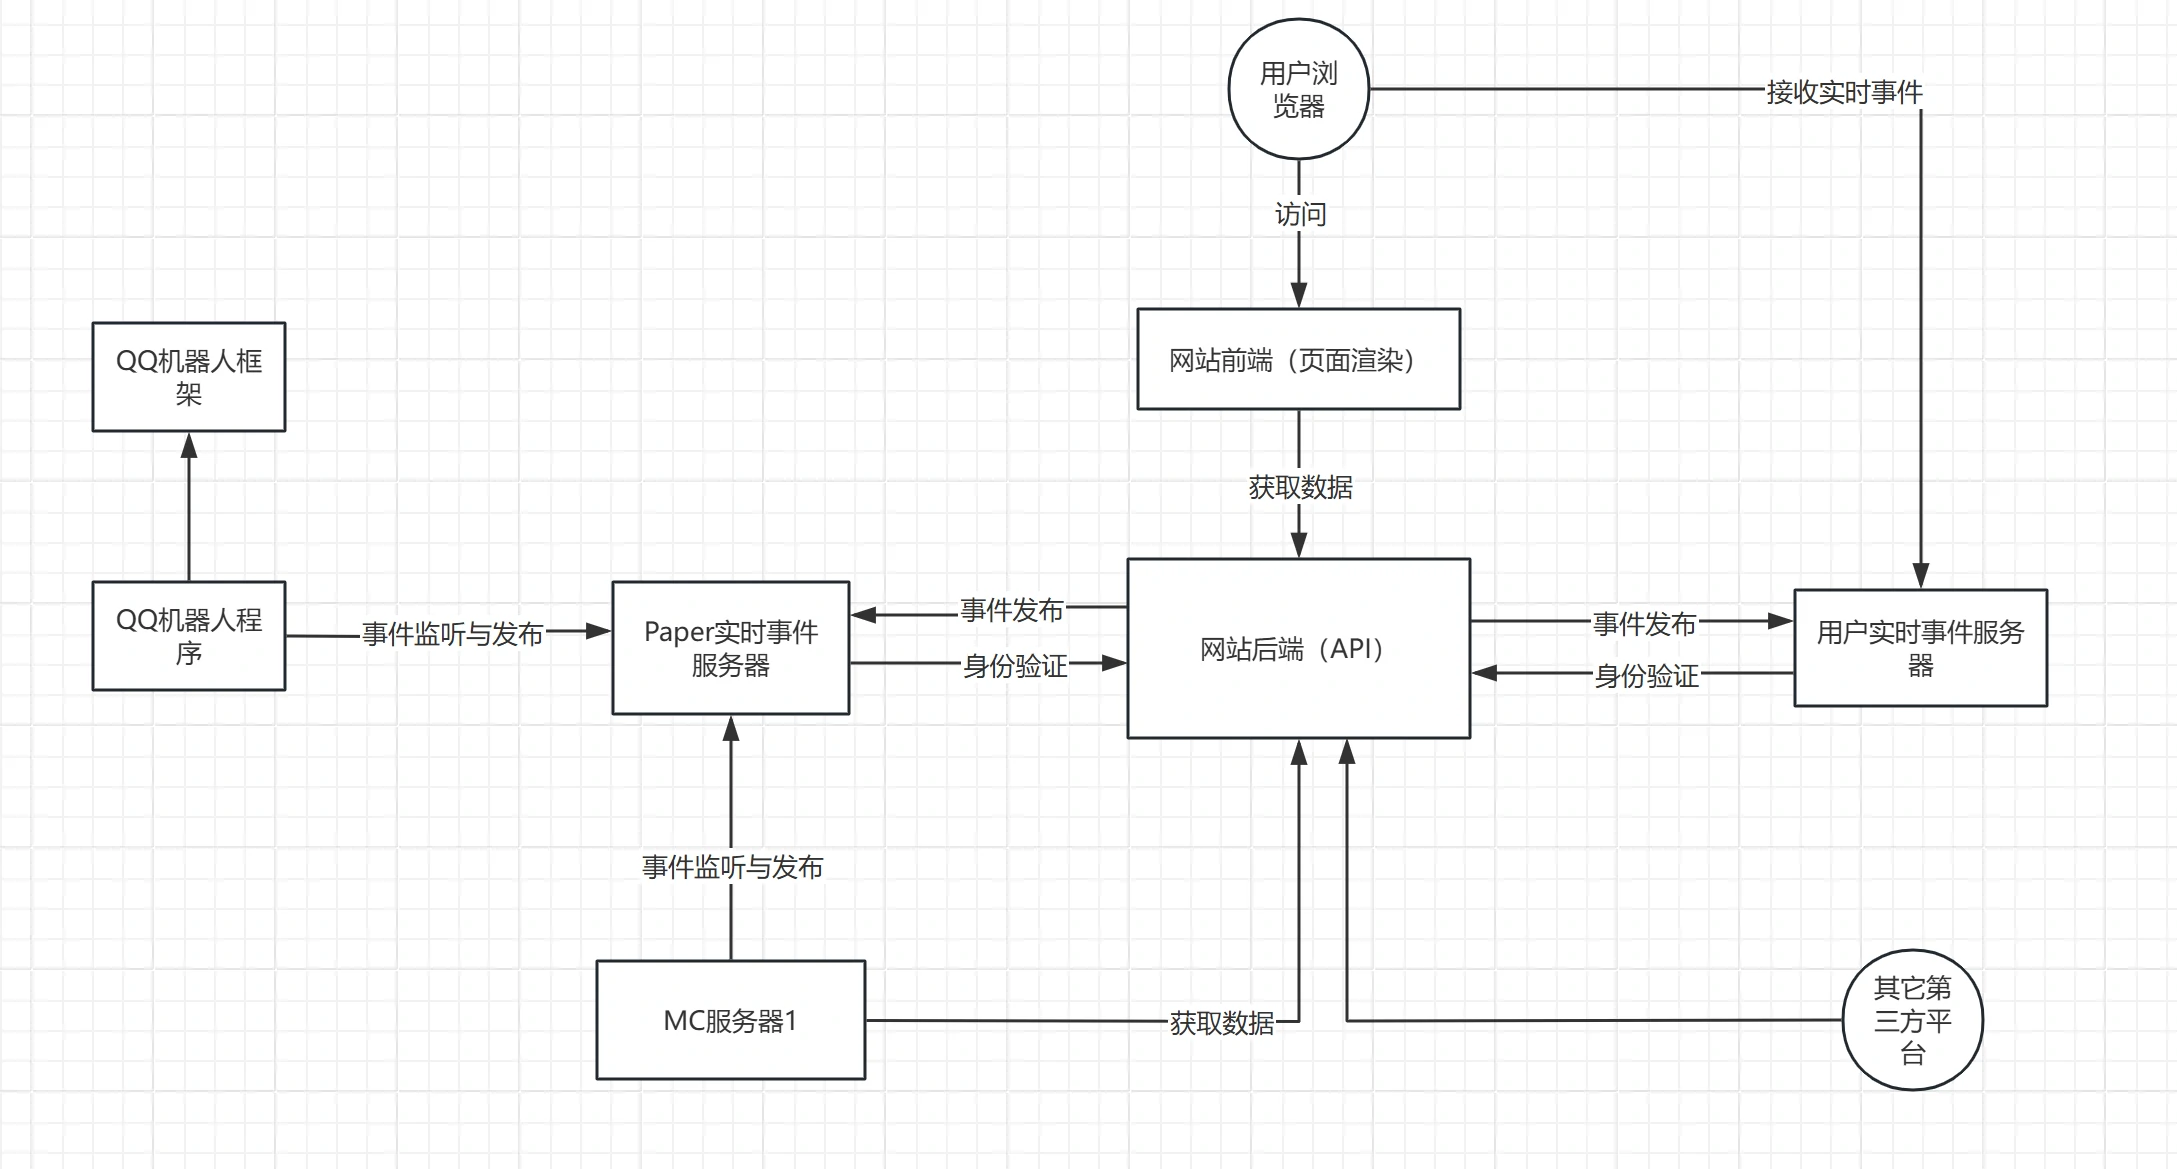 用户浏
览器
接收实时事件
访问
QQ机器人框
架
网站前端（页面渲染）
获取数据
QQ机器人程
序
事件监听与发布
Paper实时事件
服务器
事件发布
身份验证
网站后端（API）
事件发布
身份验证
用户实时事件服务
器
事件监听与发布
MC服务器1
获取数据
其它第
三方平
台